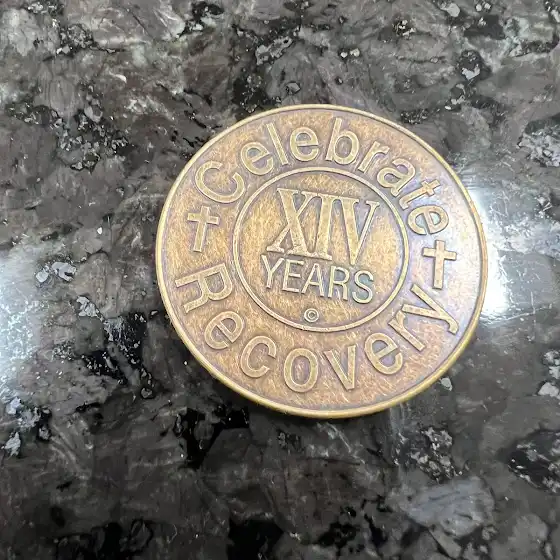 Celebrate
XIV
YEARS
©
Recovery